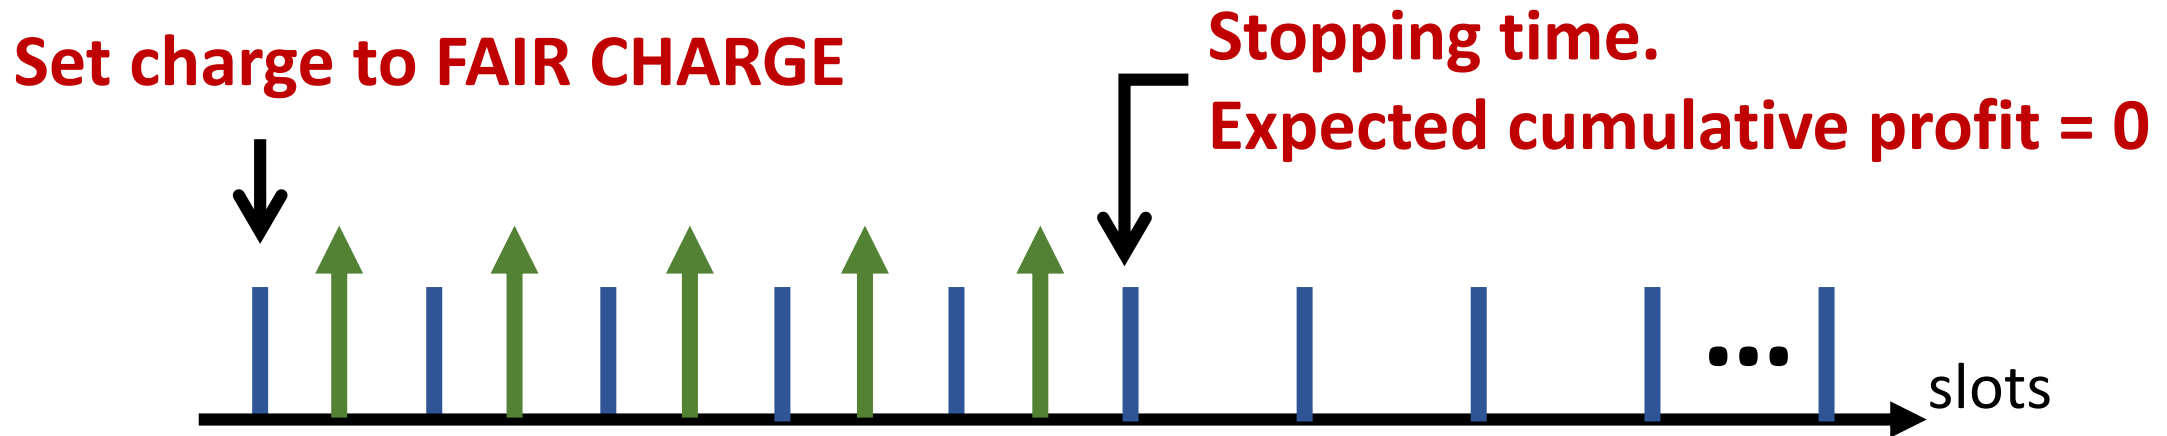 Set charge to FAIR CHARGE
Stopping time.
Expected cumulative profit = 0
...
slots